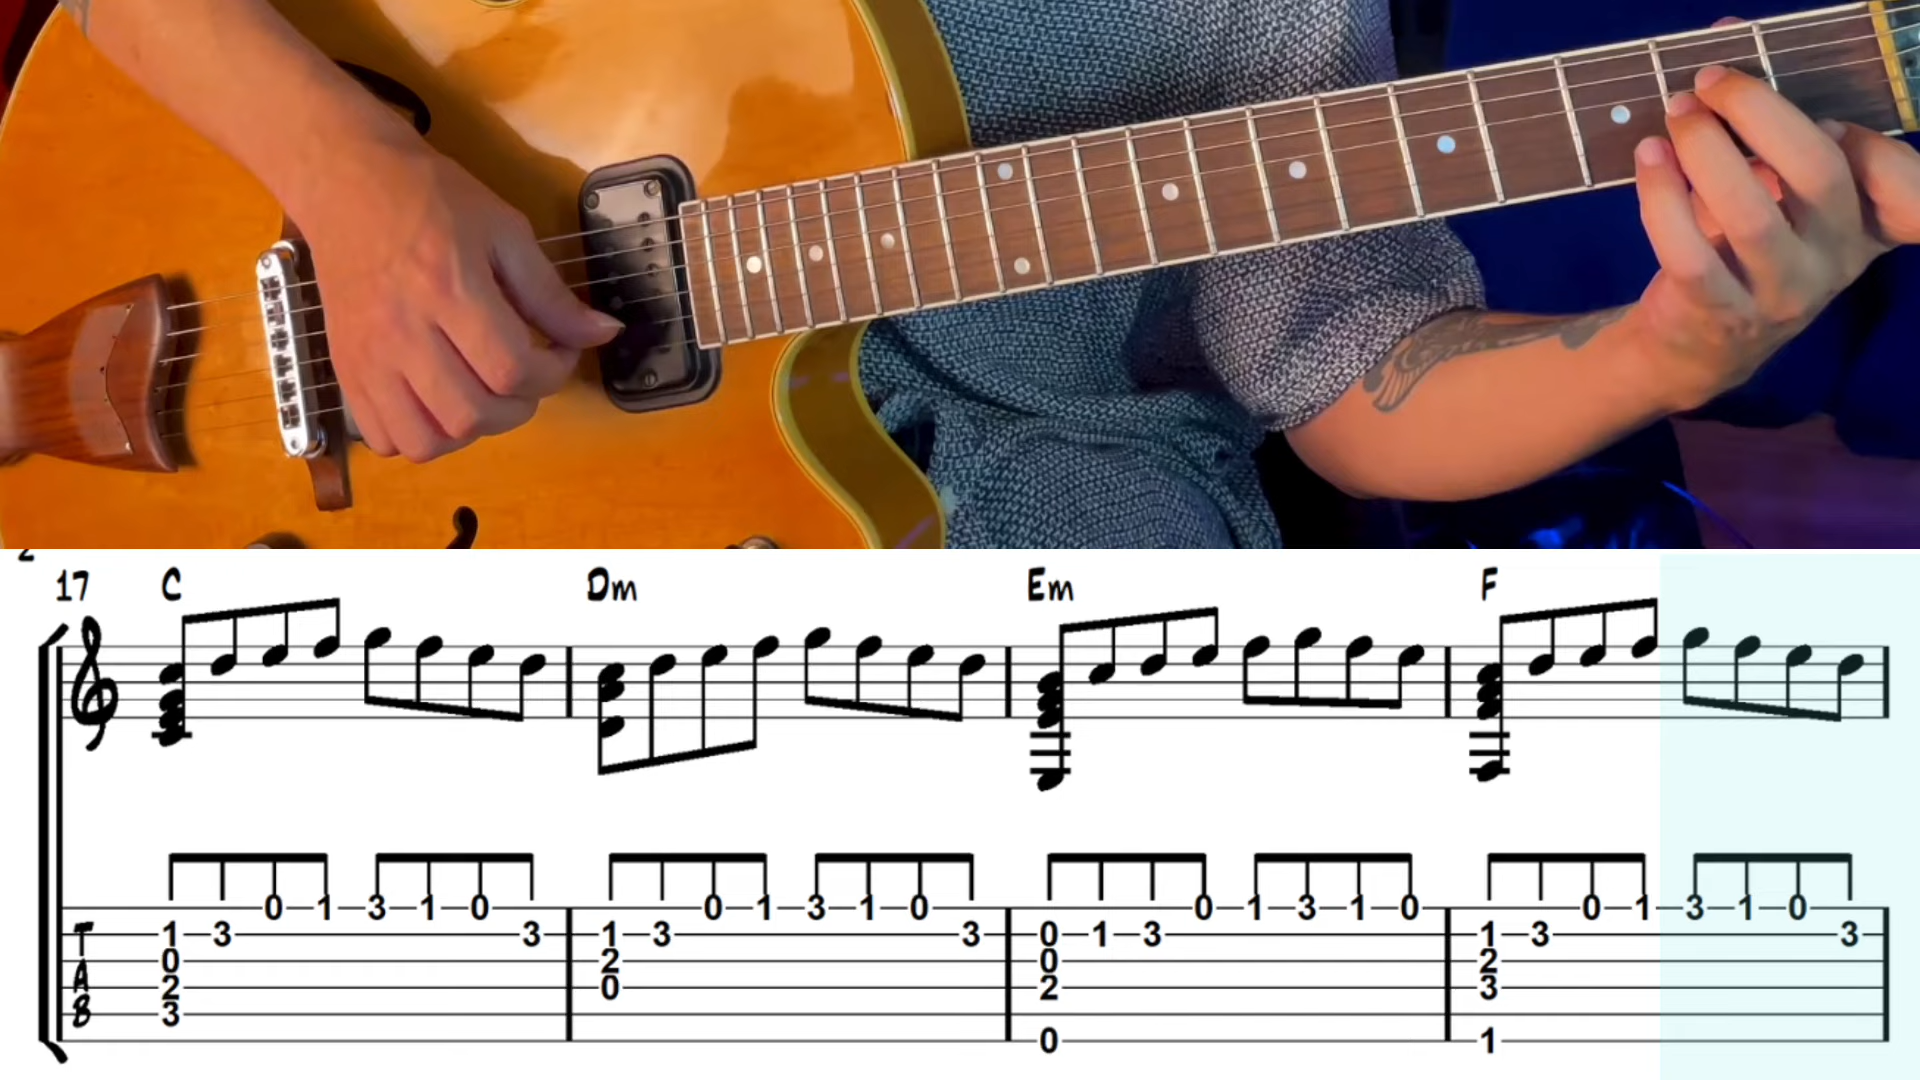 2
17 C Dm Em F
0 1 3 1 0 0 1 3 1 0 0 1 3 1 0 0 1 3 1 0
T 1 3 3 1 3 3 0 1 3 1 3 3
A 0 2 0 2
2 0 2 3
B 3
0 1